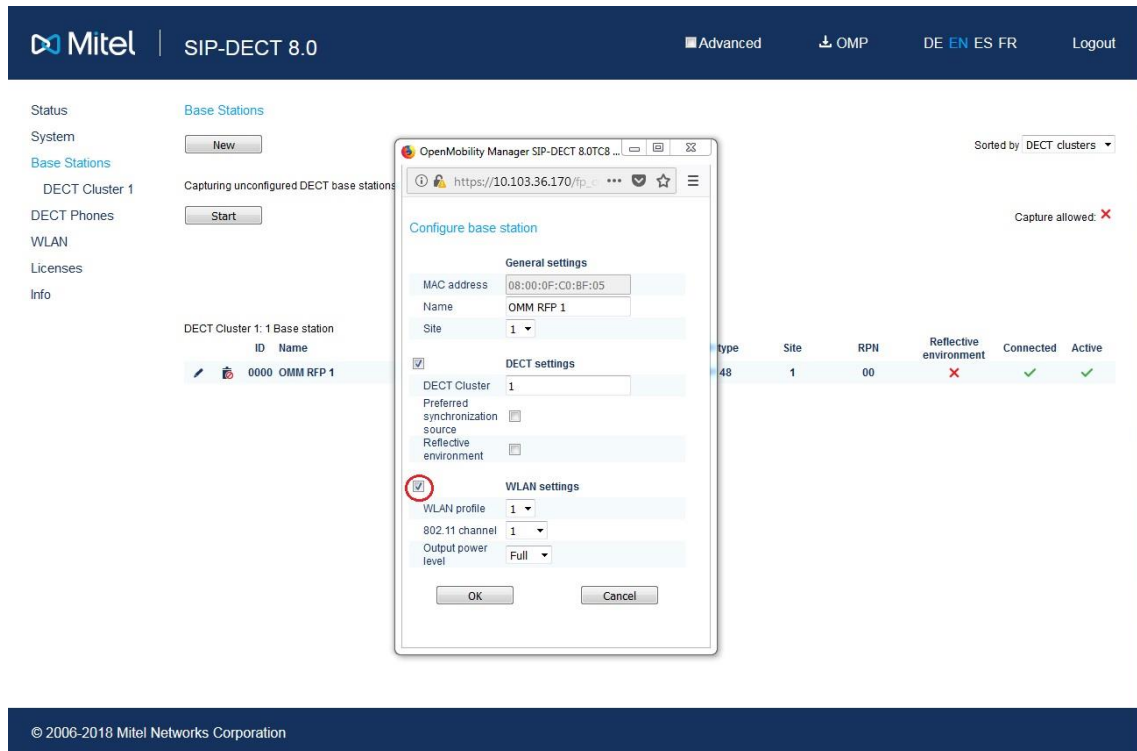 Mitel | SIP-DECT 8.0
Advanced OMP DE EN ES FR Logout
Status
System
Base Stations
DECT Cluster 1
DECT Phones
WLAN
Licenses
Info
Base Stations
New
Sorted by DECT clusters
Capturing unconfigured DECT base stations
Start
Capture allowed:
DECT Cluster 1: 1 Base station
ID Name type Site RPN Reflective environment Connected Active
0000 OMM RFP 1 48 1 00
OpenMobility Manager SIP-DECT 8.0TC8 ...
https://10.103.36.170/fp_c
Configure base station
General settings
MAC address 08:00:0F:C0:BF:05
Name OMM RFP 1
Site 1
DECT settings
DECT Cluster 1
Preferred
synchronization
source
Reflective
environment
WLAN settings
WLAN profile 1
802.11 channel 1
Output power
level Full
OK Cancel
© 2006-2018 Mitel Networks Corporation